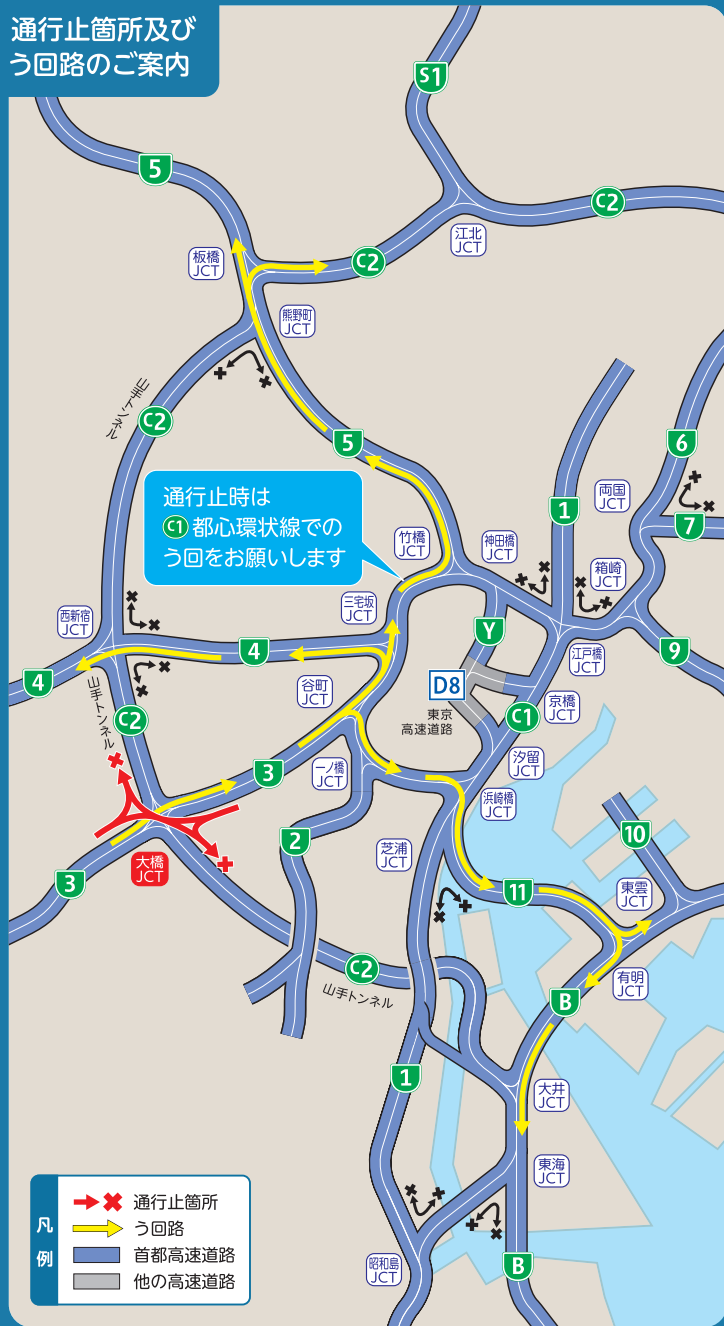 通行止箇所及び
う回路のご案内
S1
5
C2
江北
JCT
板橋
JCT
C2
熊野町
JCT
山手トンネル
C2
5
6
両国
JCT
1
7
通行止時は
C1 都心環状線での
う回をお願いします
竹橋
JCT
神田橋
JCT
箱崎
JCT
三宅坂
JCT
西新宿
JCT
Y
4
4
江戸橋
JCT
9
谷町
JCT
D8
東京
高速道路
京橋
JCT
C1
山手トンネル
C2
汐留
JCT
一ノ橋
JCT
3
浜崎橋
JCT
2
芝浦
JCT
10
大橋
JCT
3
11
東雲
JCT
C2
山手トンネル
有明
JCT
B
1
大井
JCT
東海
JCT
昭和島
JCT
B
凡例
通行止箇所
う回路
首都高速道路
他の高速道路